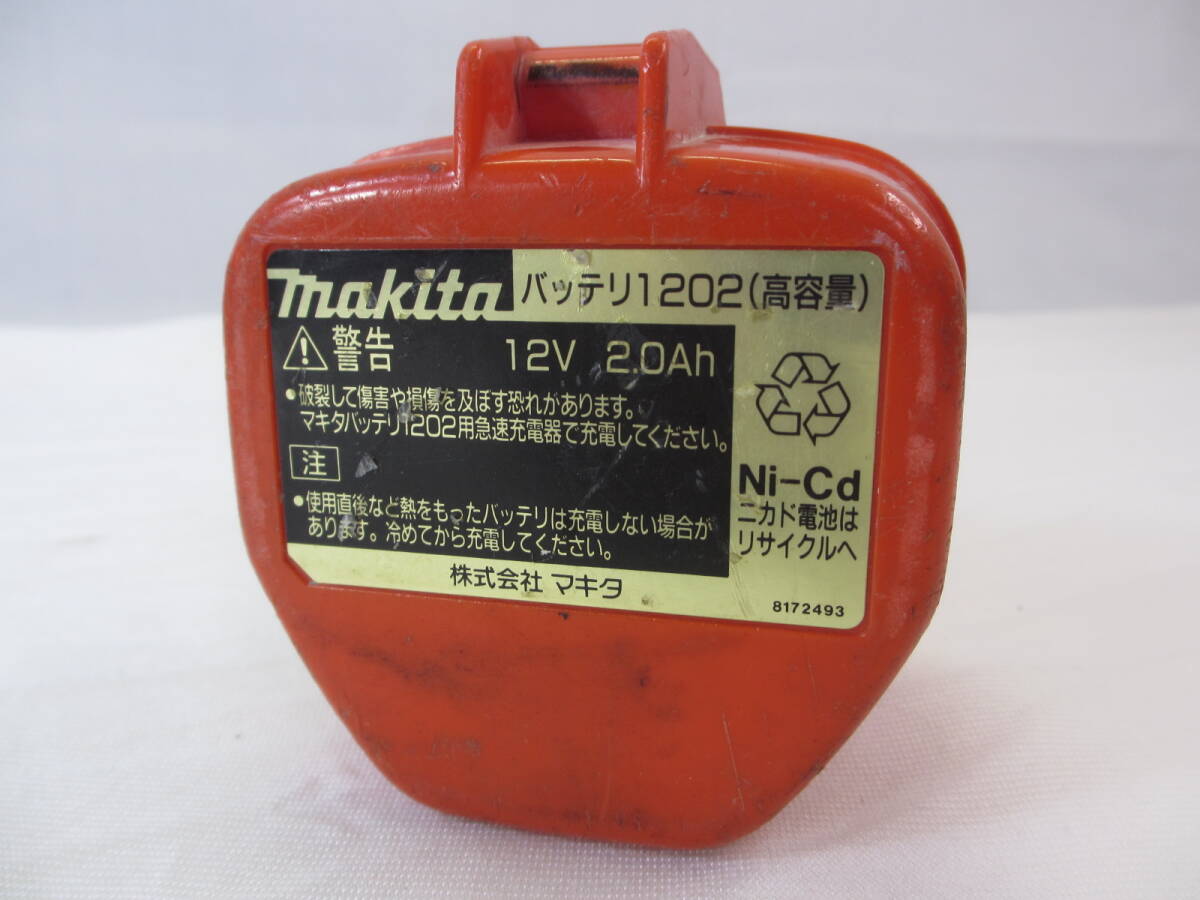 makita バッテリ1202(高容量)
警告 12V 2.0Ah
•破裂して傷害や損傷を及ぼす恐れがあります。
マキタバッテリ1202用急速充電器で充電してください。
注
•使用直後など熱をもったバッテリは充電しない場合が
あります。冷めてから充電してください。
株式会社 マキタ
Ni-Cd
ニカド電池は
リサイクルへ
8172493